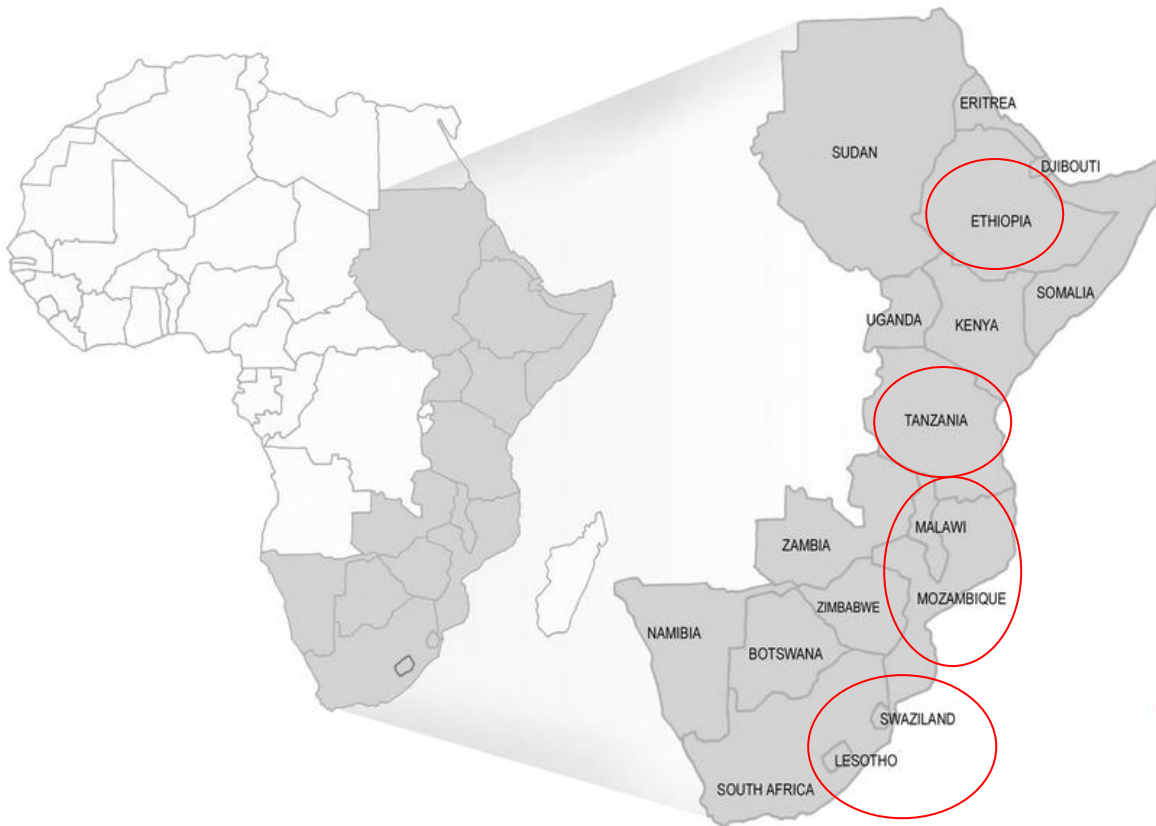 ERITREA
SUDAN
DJIBOUTI
ETHIOPIA
SOMALIA
UGANDA
KENYA
TANZANIA
MALAWI
ZAMBIA
MOZAMBIQUE
ZIMBABWE
NAMIBIA
BOTSWANA
SWAZILAND
LESOTHO
SOUTH AFRICA